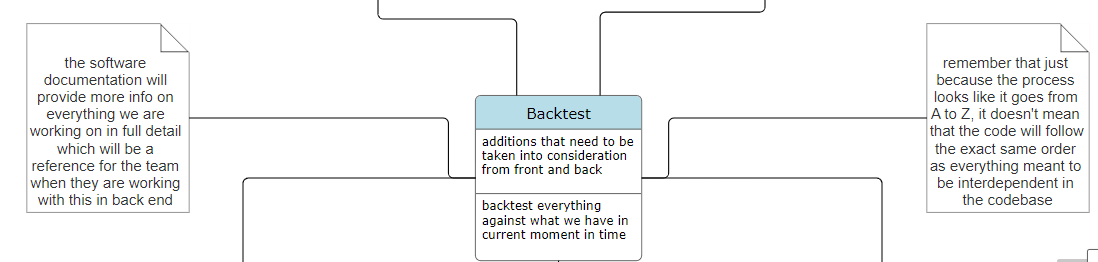 the software
documentation will
provide more info on
everything we are
working on in full detail
which will be a
reference for the team
when they are working
with this in back end
Backtest
additions that need to be
taken into consideration
from front and back
backtest everything
against what we have in
current moment in time
remember that just
because the process
looks like it goes from
A to Z, it doesn't mean
that the code will follow
the exact same order
as everything meant to
be interdependent in
the codebase